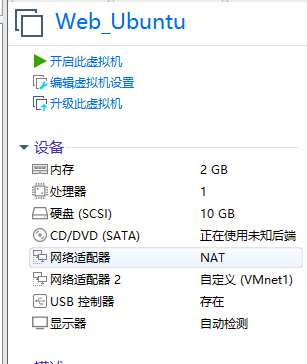 Web_Ubuntu
开启此虚拟机
编辑虚拟机设置
升级此虚拟机
设备
内存 2 GB
处理器 1
硬盘 (SCSI) 10 GB
CD/DVD (SATA) 正在使用未知后端
网络适配器 NAT
网络适配器 2 自定义 (VMnet1)
USB 控制器 存在
显示器 自动检测